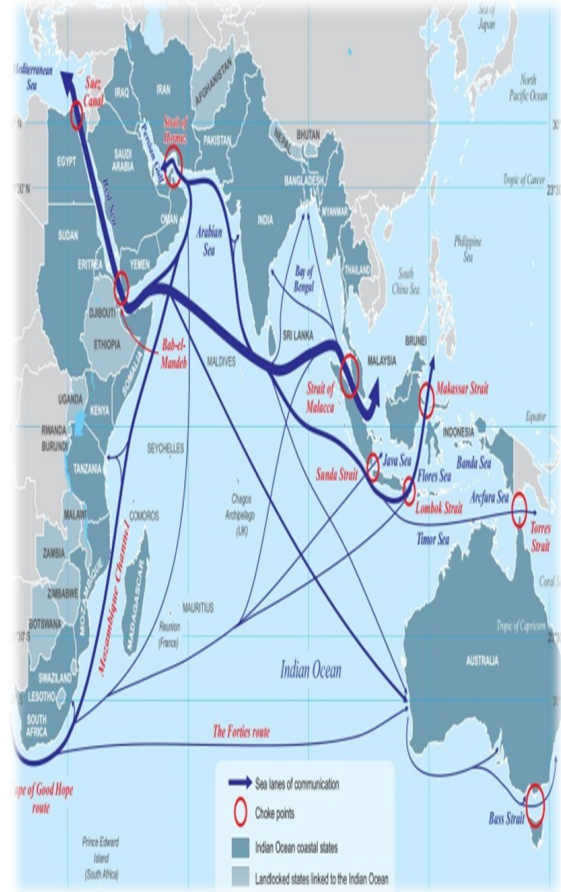 Sea of
Japan
Mediterranean
Sea
Suez
Canal
IRAQ
IRAN
AFGHANISTAN
North
Pacific Ocean
Strait of
Hormuz
PAKISTAN
NEPAL
BHUTAN
EGYPT
SAUDI
ARABIA
Persian Gulf
BANGLADESH
Tropic of Cancer
23°30'N
Red Sea
OMAN
INDIA
MYANMAR
SUDAN
Arabian
Sea
Philippine
Sea
ERITREA
YEMEN
Bay of
Bengal
THAILAND
South
China Sea
DJIBOUTI
ETHIOPIA
Bab-el-
Mandeb
SRI LANKA
BRUNEI
MALDIVES
MALAYSIA
SOMALIA
Strait of
Malacca
Makassar Strait
UGANDA
KENYA
Equator
RWANDA
BURUNDI
INDONESIA
SEYCHELLES
TANZANIA
Sunda Strait
Java Sea
Flores Sea
Banda Sea
Arcfura Sea
Lombok Strait
Torres
Strait
Timor Sea
Chagos
Archipelago
(UK)
MALAWI
COMOROS
ZAMBIA
MOZAMBIQUE
Mozambique Channel
MADAGASCAR
ZIMBABWE
MAURITIUS
Reunion
(France)
BOTSWANA
Tropic of Capricorn
AUSTRALIA
Indian Ocean
SWAZILAND
LESOTHO
SOUTH
AFRICA
The Forties route
ape of Good Hope
route
Sea lanes of communication
Choke points
Indian Ocean coastal states
Landlocked states linked to the Indian Ocean
Bass Strait
Prince Edward
Island
(South Africa)